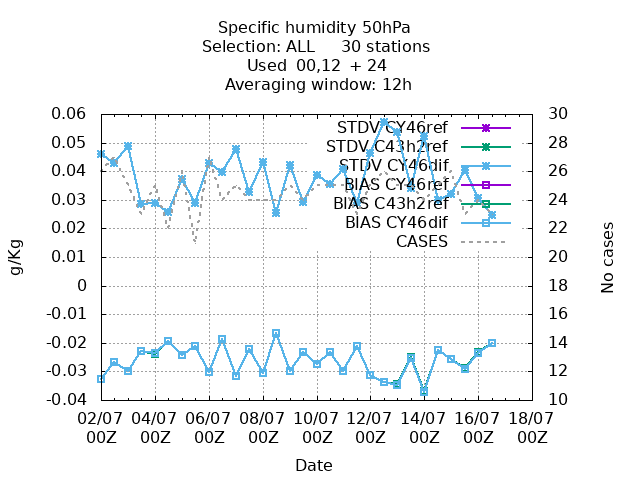 Specific humidity 50hPa
Selection: ALL 30 stations
Used 00,12 + 24
Averaging window: 12h
0.06
0.05
0.04
0.03
0.02
0.01
0
-0.01
-0.02
-0.03
-0.04
g/Kg
STDV CY46ref
STDV C43h2ref
STDV CY46dif
BIAS CY46ref
BIAS C43h2ref
BIAS CY46dif
CASES
30
28
26
24
22
20
18
16
14
12
10
No cases
02/07 04/07 06/07 08/07 10/07 12/07 14/07 16/07 18/07
00Z 00Z 00Z 00Z 00Z 00Z 00Z 00Z 00Z
Date